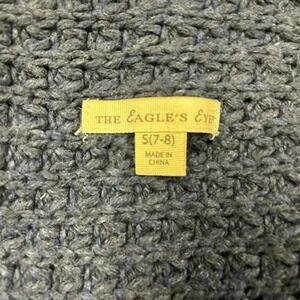 THE EAGLE'S EYE
S(7-8)
MADE IN
CHINA